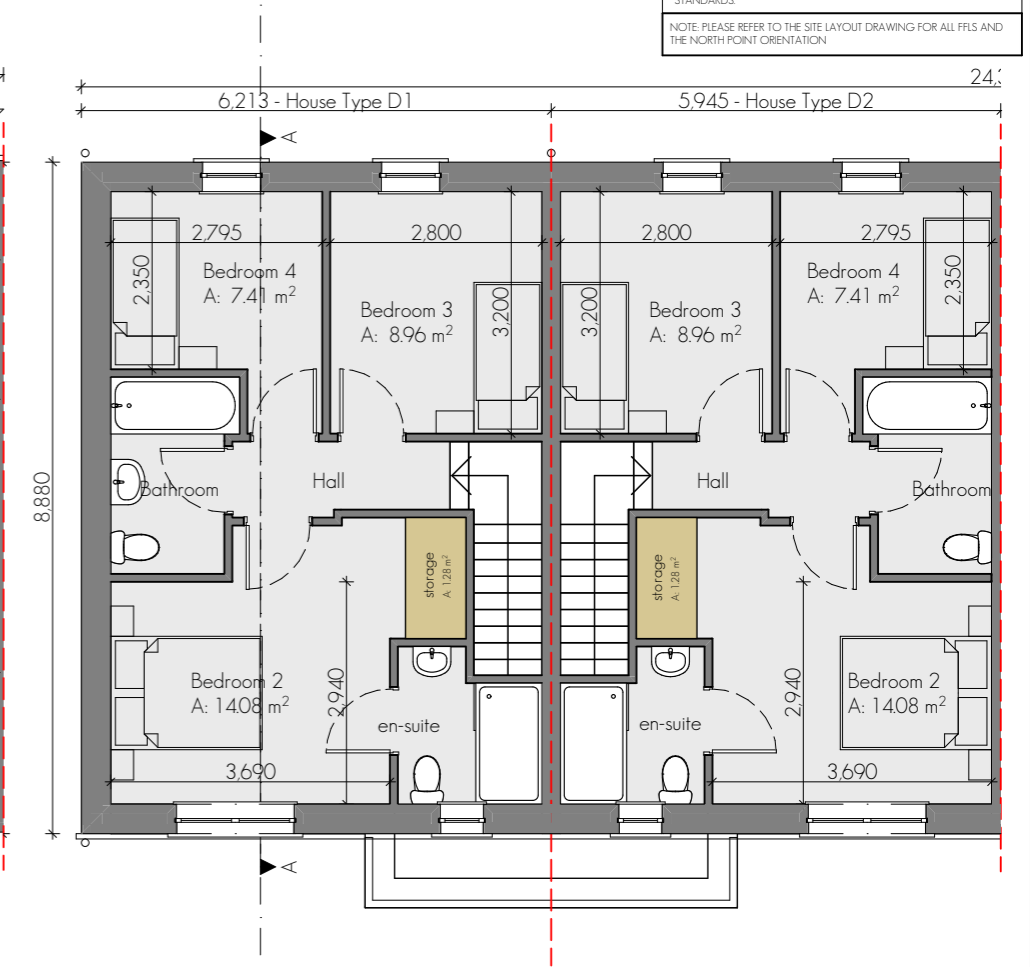 STANDARDS.
NOTE: PLEASE REFER TO THE SITE LAYOUT DRAWING FOR ALL FFLS AND
THE NORTH POINT ORIENTATION
6,213 - House Type D1
5,945 - House Type D2
A
2,795
2,800
2,800
2,795
2,350
Bedroom 4
A: 7.41 m²
Bedroom 3
A: 8.96 m²
3,200
3,200
Bedroom 3
A: 8.96 m²
Bedroom 4
A: 7.41 m²
2,350
8,880
Bathroom
Hall
Hall
Bathroom
storage
A: 1.28 m²
storage
A: 1.28 m²
Bedroom 2
A: 14.08 m²
2,940
en-suite
en-suite
2,940
Bedroom 2
A: 14.08 m²
3,690
3,690
A